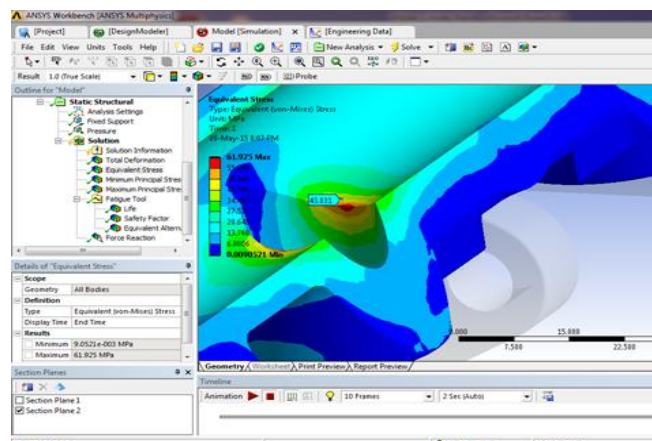 ANSYS Workbench [ANSYS Multiphysics]
[Project] [DesignModeler] Model [Simulation] [Engineering Data]
File Edit View Units Tools Help New Analysis Solve
Result 1.0 (True Scale) Probe
Outline for "Model"
Static Structural
Analysis Settings
Fixed Support
Pressure
Solution
Solution Information
Total Deformation
Equivalent Stress
Minimum Principal Stres
Maximum Principal Stres
Fatigue Tool
Life
Safety Factor
Equivalent Altern
Force Reaction
Equivalent Stress
Type: Equivalent (von-Mises) Stress
Unit: MPa
Time: 1
61.925 Max
13.768
6.8896
0.0090521 Min
43.831
0.000 15.000
7.500 22.500
Details of "Equivalent Stress"
Scope
Geometry All Bodies
Definition
Type Equivalent (von-Mises) Stress
Display Time End Time
Results
Minimum 9.0521e-003 MPa
Maximum 61.925 MPa
Geometry Worksheet Print Preview Report Preview
Section Planes
Section Plane 1
Section Plane 2
Timeline
Animation 10 Frames 2 Sec (Auto)